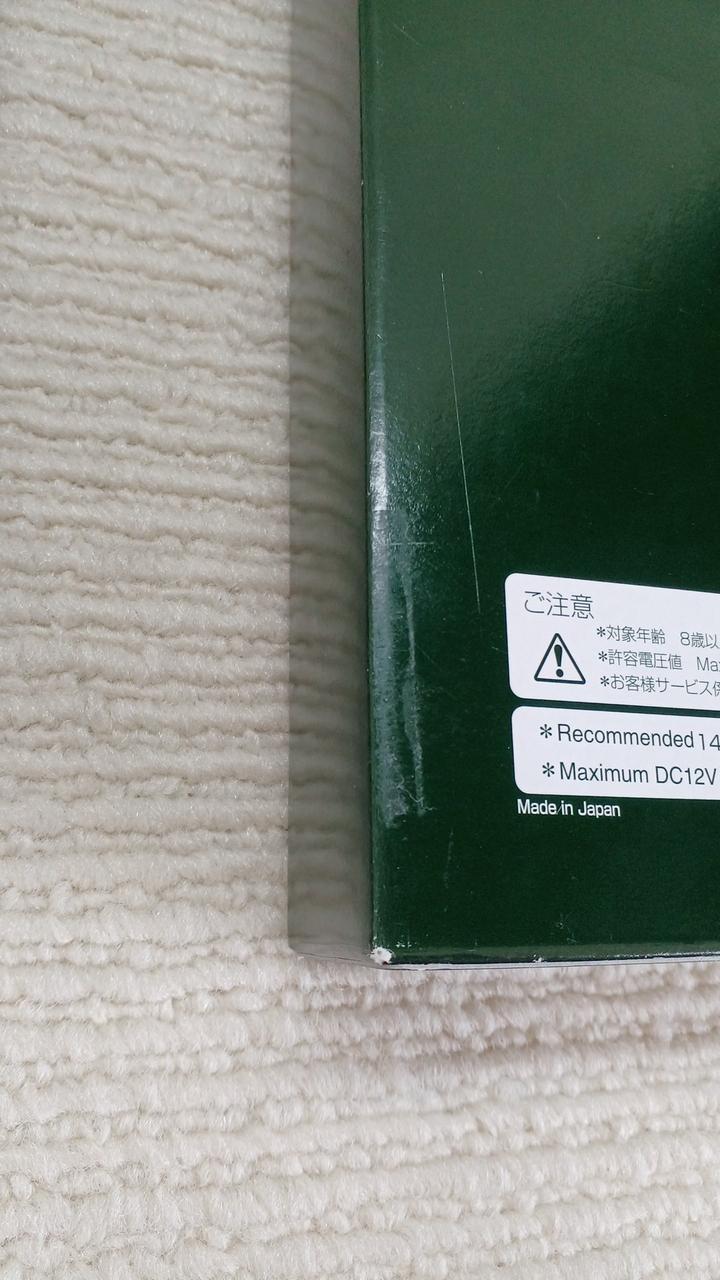 ご注意
*対象年齢 8歳以
*許容電圧値 Ma
*お客様サービス係
*Recommended 14
*Maximum DC12V
Made in Japan